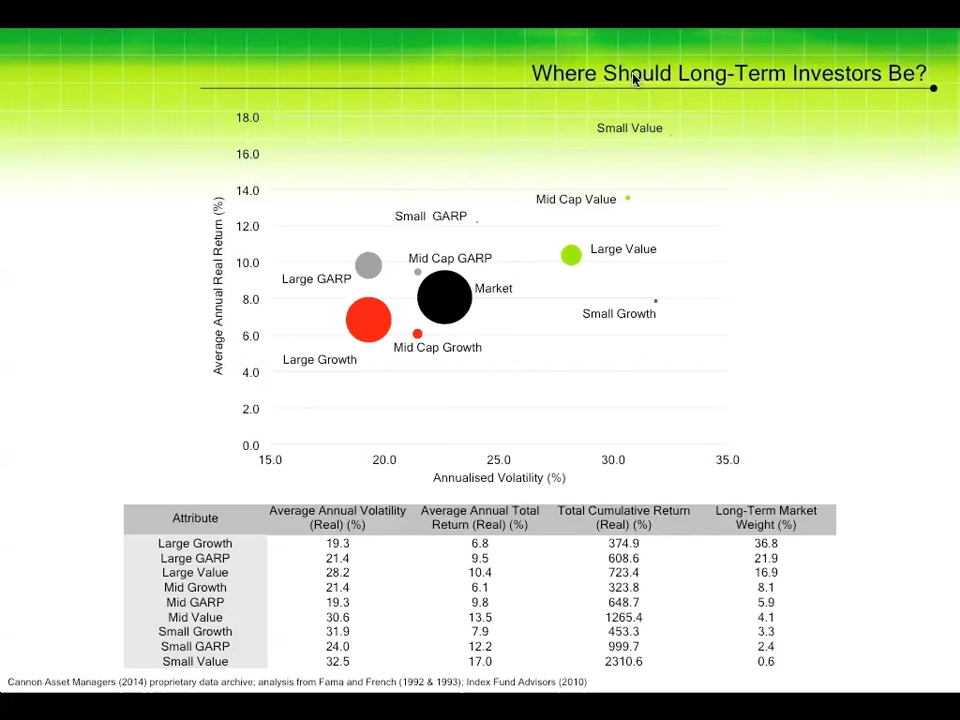 Where Should Long-Term Investors Be?
18.0
Small Value
16.0
14.0
Mid Cap Value
Small GARP
12.0
Large Value
Mid Cap GARP
10.0
Large GARP
Market
8.0
Small Growth
6.0
Mid Cap Growth
Large Growth
4.0
2.0
0.0
Average Annual Real Return (%)
15.0 20.0 25.0 30.0 35.0
Annualised Volatility (%)
Attribute Average Annual Volatility (Real) (%) Average Annual Total Return (Real) (%) Total Cumulative Return (Real) (%) Long-Term Market Weight (%)
Large Growth 19.3 6.8 374.9 36.8
Large GARP 21.4 9.5 608.6 21.9
Large Value 28.2 10.4 723.4 16.9
Mid Growth 21.4 6.1 323.8 8.1
Mid GARP 19.3 9.8 648.7 5.9
Mid Value 30.6 13.5 1265.4 4.1
Small Growth 31.9 7.9 453.3 3.3
Small GARP 24.0 12.2 999.7 2.4
Small Value 32.5 17.0 2310.6 0.6
Cannon Asset Managers (2014) proprietary data archive; analysis from Fama and French (1992 & 1993); Index Fund Advisors (2010)